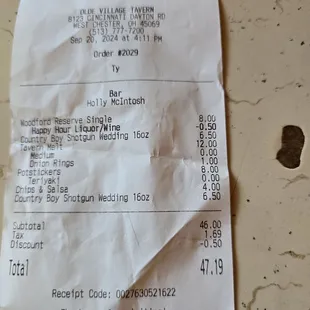 OLDE VILLAGE TAVERN
8123 CINCINNATI DAYTON RD
WEST CHESTER, OH 45069
(513) 777-7200
Sep 20, 2024 at 4:11 PM
Order #2029
Ty
Bar
Holly McIntosh
Woodford Reserve Single 8.00
Happy Hour Liquor/Wine -0.50
Country Boy Shotgun Wedding 16oz 6.50
Tavern Melt 12.00
Medium 0.00
Onion Rings 1.00
Potstickers 8.00
Teriyaki 0.00
Chips & Salsa 4.00
Country Boy Shotgun Wedding 16oz 6.50
Subtotal 46.00
Tax 1.69
Discount -0.50
Total 47.19
Receipt Code: 0027630521622